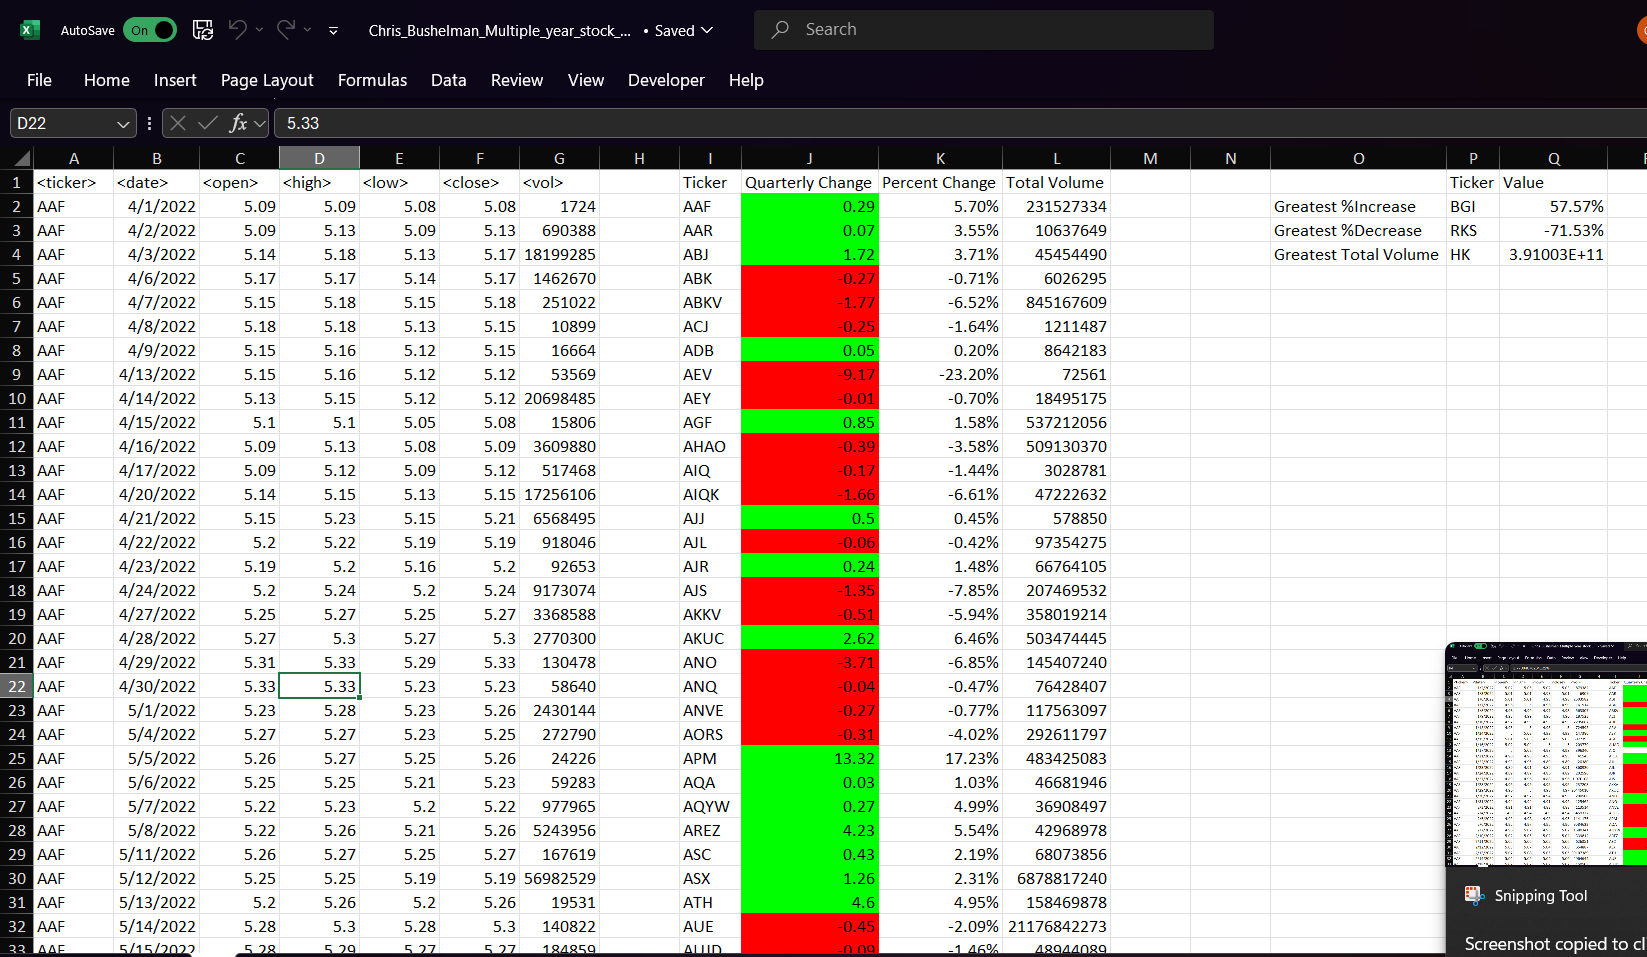 AutoSave On Chris_Bushelman_Multiple_year_stock_... • Saved Search
File Home Insert Page Layout Formulas Data Review View Developer Help
D22 fx 5.33
A B C D E F G H I J K L M N O P Q
1 <ticker> <date> <open> <high> <low> <close> <vol> Ticker Quarterly Change Percent Change Total Volume Ticker Value
2 AAF 4/1/2022 5.09 5.09 5.08 5.08 1724 AAF 0.29 5.70% 231527334 Greatest %Increase BGI 57.57%
3 AAF 4/2/2022 5.09 5.13 5.09 5.13 690388 AAR 0.07 3.55% 10637649 Greatest %Decrease RKS -71.53%
4 AAF 4/3/2022 5.14 5.18 5.13 5.17 18199285 ABJ 1.72 3.71% 45454490 Greatest Total Volume HK 3.91003E+11
5 AAF 4/6/2022 5.17 5.17 5.14 5.17 1462670 ABK -0.27 -0.71% 6026295
6 AAF 4/7/2022 5.15 5.18 5.15 5.18 251022 ABKV -1.77 -6.52% 845167609
7 AAF 4/8/2022 5.18 5.18 5.13 5.15 10899 ACJ -0.25 -1.64% 1211487
8 AAF 4/9/2022 5.15 5.16 5.12 5.15 16664 ADB 0.05 0.20% 8642183
9 AAF 4/13/2022 5.15 5.16 5.12 5.12 53569 AEV -9.17 -23.20% 72561
10 AAF 4/14/2022 5.13 5.15 5.12 5.12 20698485 AEY -0.01 -0.70% 18495175
11 AAF 4/15/2022 5.1 5.1 5.05 5.08 15806 AGF 0.85 1.58% 537212056
12 AAF 4/16/2022 5.09 5.13 5.08 5.09 3609880 AHAO -0.39 -3.58% 509130370
13 AAF 4/17/2022 5.09 5.12 5.09 5.12 517468 AIQ -0.17 -1.44% 3028781
14 AAF 4/20/2022 5.14 5.15 5.13 5.15 17256106 AIQK -1.66 -6.61% 47222632
15 AAF 4/21/2022 5.15 5.23 5.15 5.21 6568495 AJJ 0.5 0.45% 578850
16 AAF 4/22/2022 5.2 5.22 5.19 5.19 918046 AJL -0.06 -0.42% 97354275
17 AAF 4/23/2022 5.19 5.2 5.16 5.2 92653 AJR 0.24 1.48% 66764105
18 AAF 4/24/2022 5.2 5.24 5.2 5.24 9173074 AJS -1.35 -7.85% 207469532
19 AAF 4/27/2022 5.25 5.27 5.25 5.27 3368588 AKKV -0.51 -5.94% 358019214
20 AAF 4/28/2022 5.27 5.3 5.27 5.3 2770300 AKUC 2.62 6.46% 503474445
21 AAF 4/29/2022 5.31 5.33 5.29 5.33 130478 ANO -3.71 -6.85% 145407240
22 AAF 4/30/2022 5.33 5.33 5.23 5.23 58640 ANQ -0.04 -0.47% 76428407
23 AAF 5/1/2022 5.23 5.28 5.23 5.26 2430144 ANVE -0.27 -0.77% 117563097
24 AAF 5/4/2022 5.27 5.27 5.23 5.25 272790 AORS -0.31 -4.02% 292611797
25 AAF 5/5/2022 5.26 5.27 5.25 5.26 24226 APM 13.32 17.23% 483425083
26 AAF 5/6/2022 5.25 5.25 5.21 5.23 59283 AQA 0.03 1.03% 46681946
27 AAF 5/7/2022 5.22 5.23 5.2 5.22 977965 AQYW 0.27 4.99% 36908497
28 AAF 5/8/2022 5.22 5.26 5.21 5.26 5243956 AREZ 4.23 5.54% 42968978
29 AAF 5/11/2022 5.26 5.27 5.25 5.27 167619 ASC 0.43 2.19% 68073856
30 AAF 5/12/2022 5.25 5.25 5.19 5.19 56982529 ASX 1.26 2.31% 6878817240
31 AAF 5/13/2022 5.2 5.26 5.2 5.26 19531 ATH 4.6 4.95% 158469878
32 AAF 5/14/2022 5.28 5.3 5.28 5.3 140822 AUE -0.45 -2.09% 21176842273
33 AAF 5/15/2022 5.28 5.29 5.27 5.27 184859 -0.09 -1.46% 48944089
Snipping Tool
Screenshot copied to cl